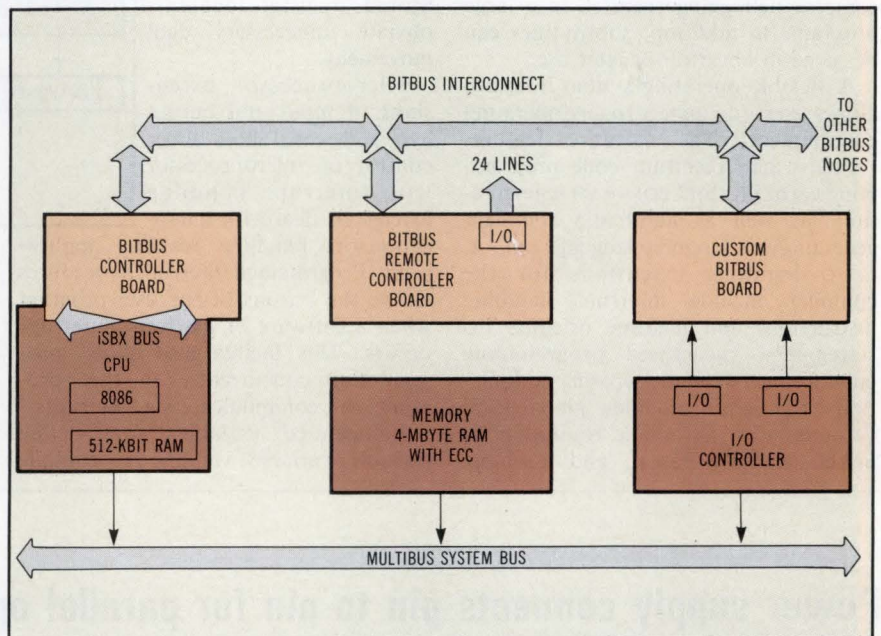 BITBUS INTERCONNECT
TO
OTHER
BITBUS
NODES
24 LINES
I/O
BITBUS
CONTROLLER
BOARD
BITBUS
REMOTE
CONTROLLER
BOARD
CUSTOM
BITBUS
BOARD
iSBX BUS
CPU
8086
512-KBIT RAM
MEMORY
4-MBYTE RAM
WITH ECC
I/O
I/O
I/O
CONTROLLER
MULTIBUS SYSTEM BUS